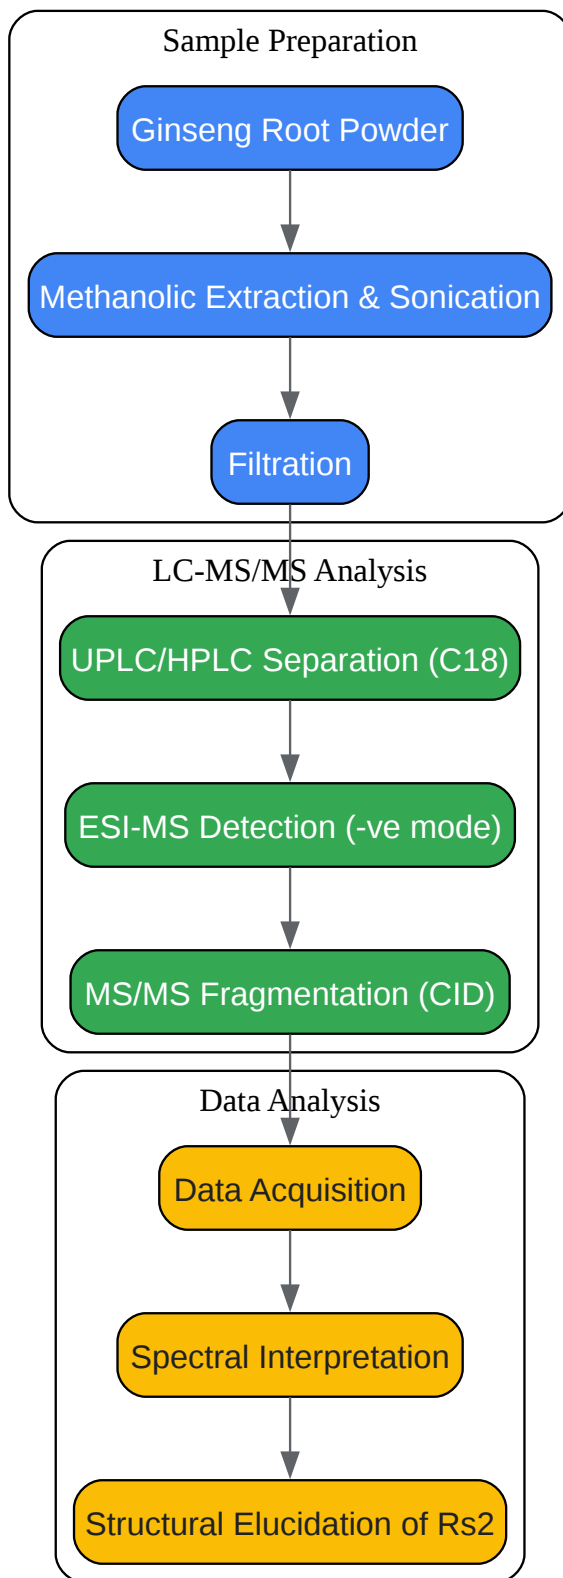 Sample Preparation
Ginseng Root Powder
Methanolic Extraction & Sonication
Filtration
LC-MS/MS Analysis
UPLC/HPLC Separation (C18)
ESI-MS Detection (-ve mode)
MS/MS Fragmentation (CID)
Data Analysis
Data Acquisition
Spectral Interpretation
Structural Elucidation of Rs2